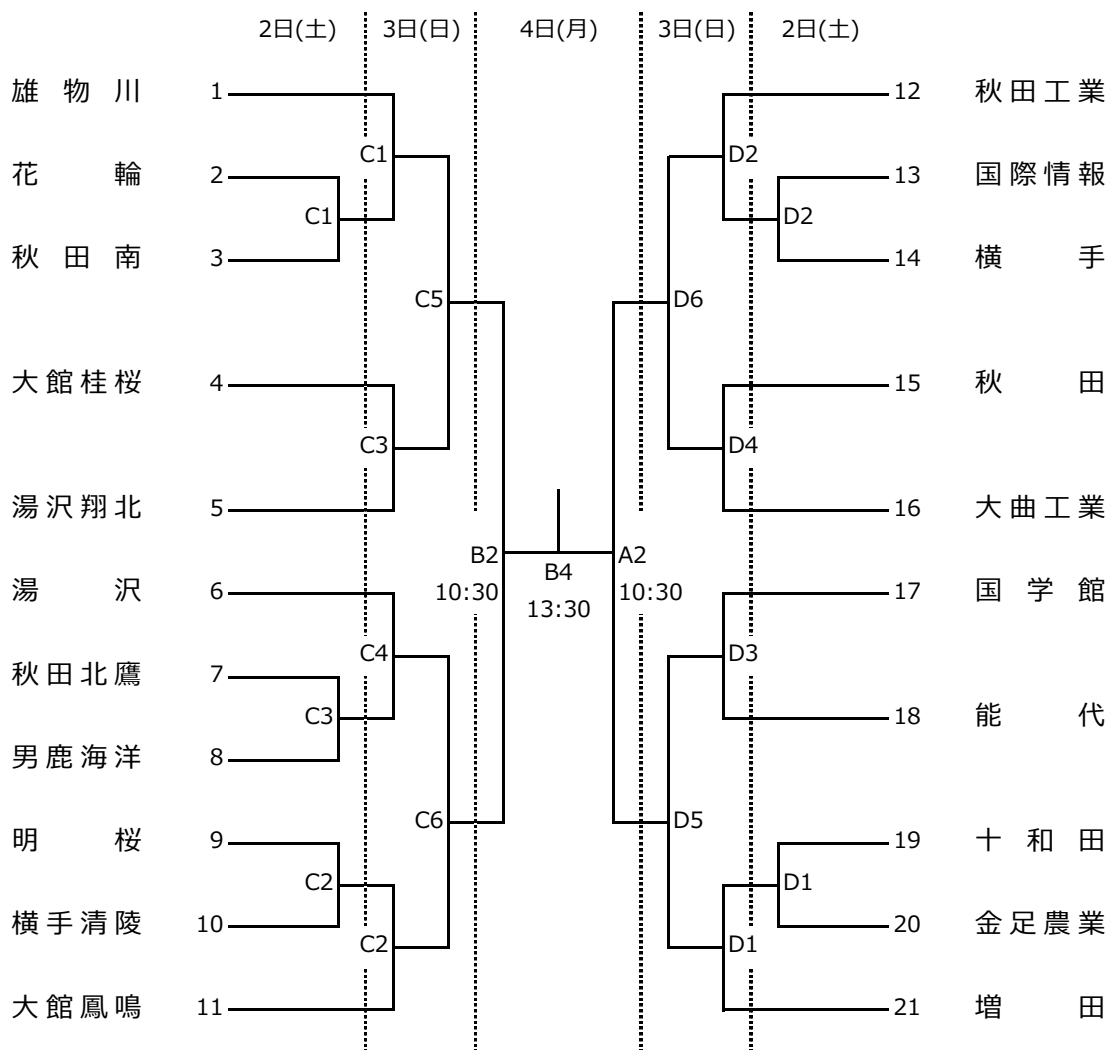 2日(土) 3日(日) 4日(月) 3日(日) 2日(土)
雄物川 1 12 秋田工業
C1 D2
花輪 2 13 国際情報
C1 D2
秋田南 3 14 横手
C5 D6
大館桂桜 4 15 秋田
C3 D4
湯沢翔北 5 16 大曲工業
B2 A2
B4
10:30 10:30
13:30
湯沢 6 17 国学館
C4 D3
秋田北鷹 7
C3 18 能代
男鹿海洋 8
C6 D5
明桜 9 19 十和田
C2 D1
横手清陵 10 20 金足農業
C2 D1
大館鳳鳴 11 21 増田